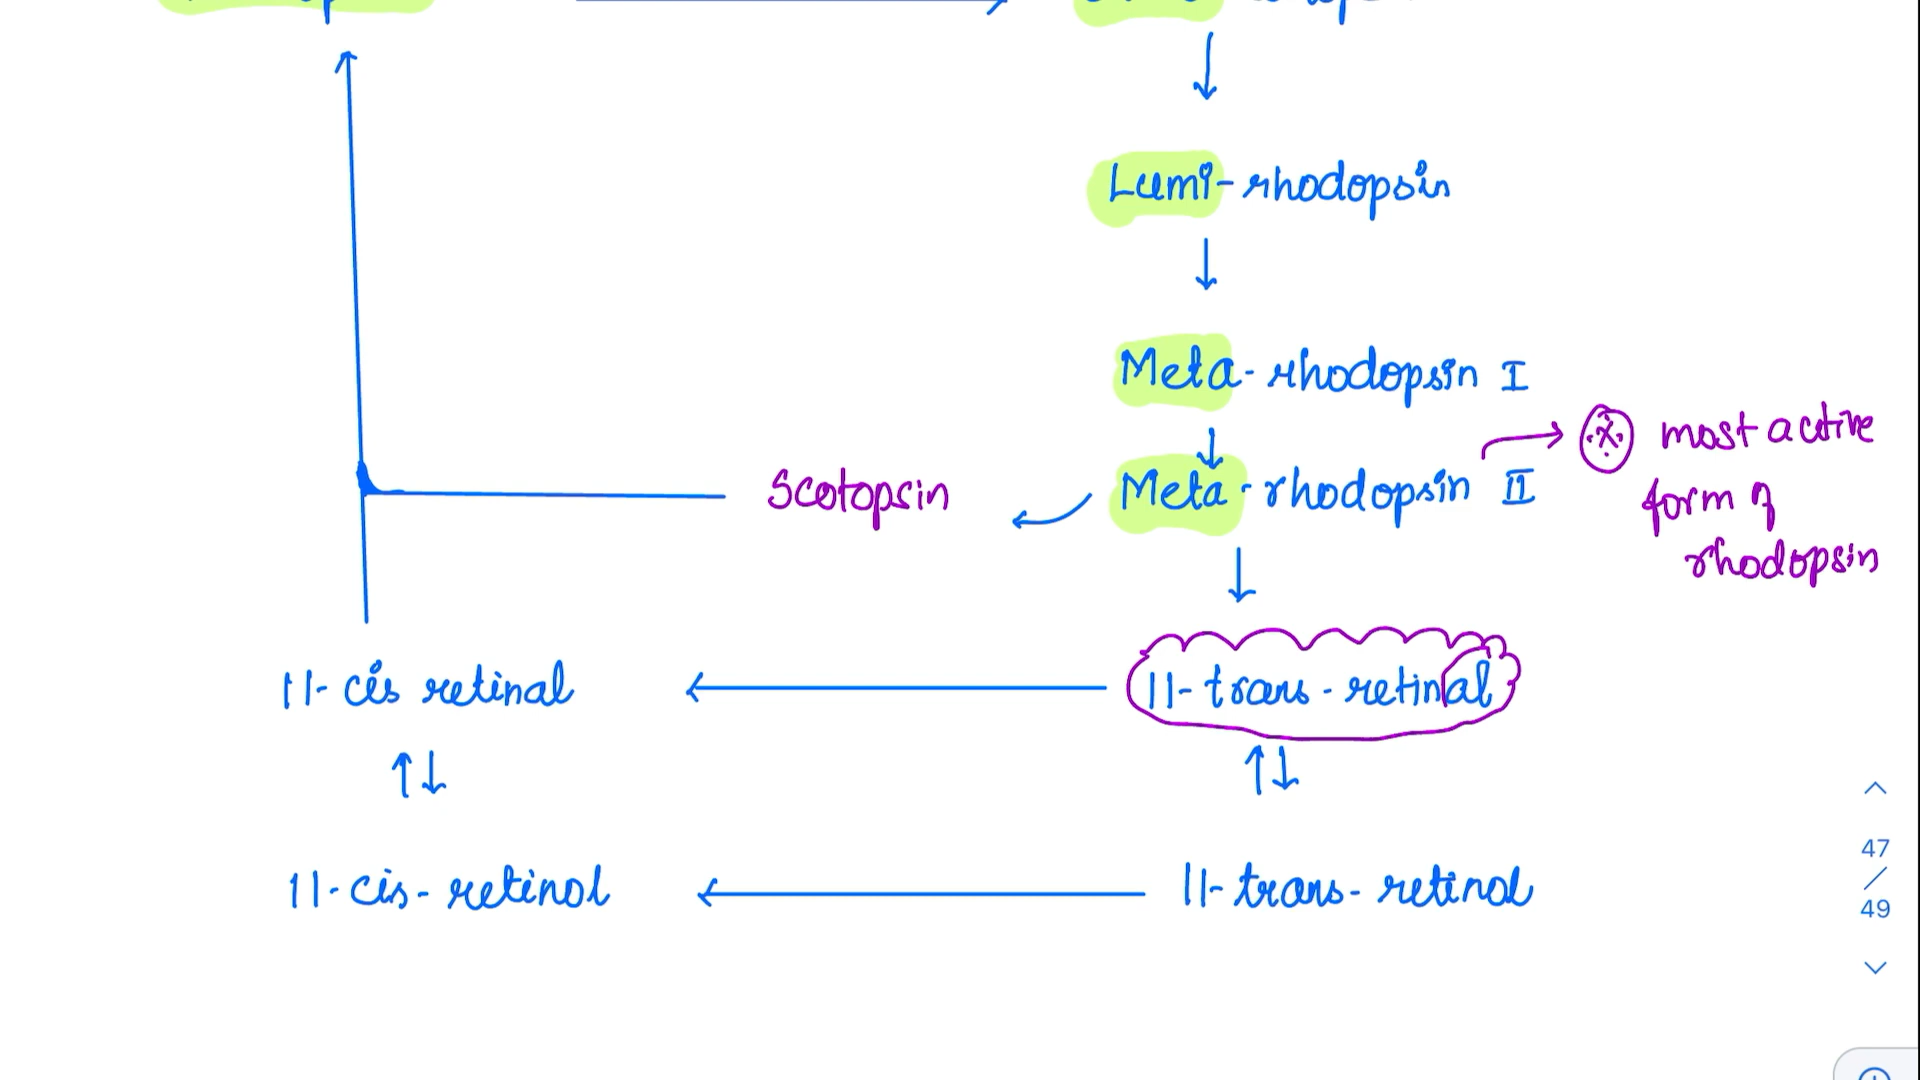 Lumi-rhodopsin
Meta-rhodopsin I
most active
form of
rhodopsin
Scotopsin
Meta-rhodopsin II
11-cis retinal
11-trans-retinal
11-cis-retinol
11-trans-retinol
47
/
49